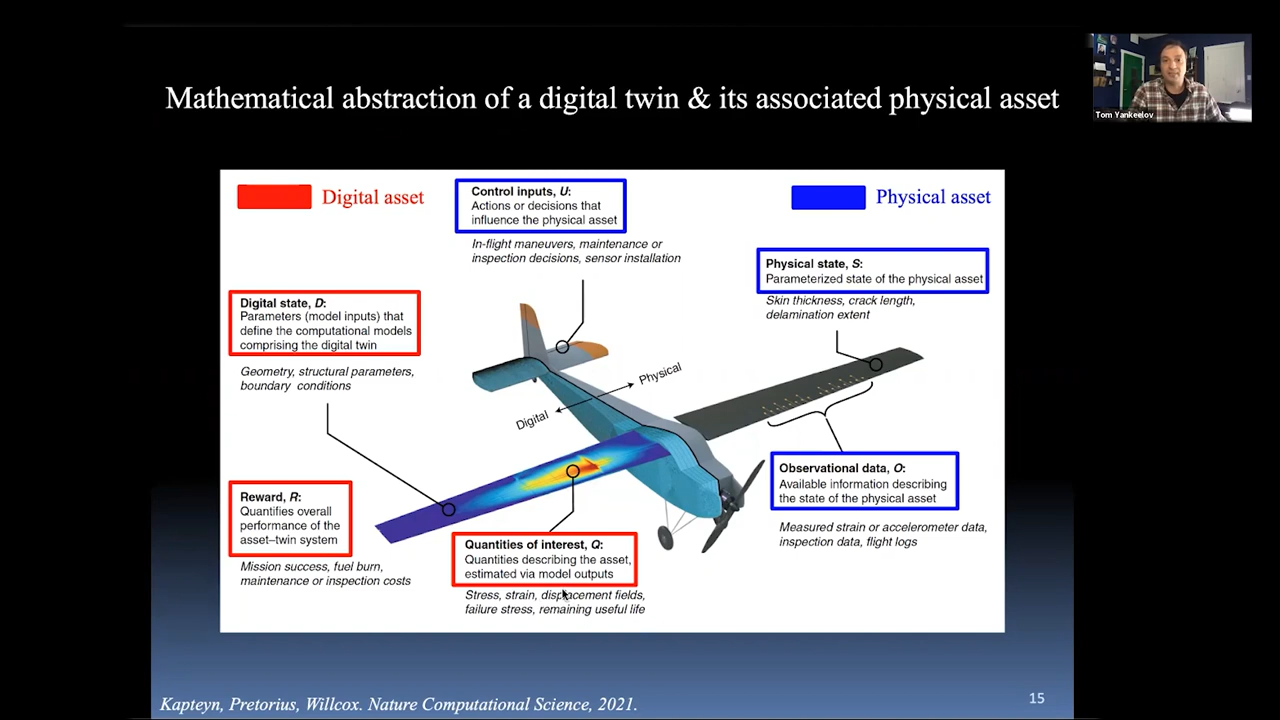 Mathematical abstraction of a digital twin & its associated physical asset
Tom Yankeelov
Digital asset
Physical asset
Control inputs, U:
Actions or decisions that
influence the physical asset
In-flight maneuvers, maintenance or
inspection decisions, sensor installation
Physical state, S:
Parameterized state of the physical asset
Skin thickness, crack length,
delamination extent
Digital state, D:
Parameters (model inputs) that
define the computational models
comprising the digital twin
Geometry, structural parameters,
boundary conditions
Physical
Digital
Observational data, O:
Available information describing
the state of the physical asset
Measured strain or accelerometer data,
inspection data, flight logs
Reward, R:
Quantifies overall
performance of the
asset–twin system
Mission success, fuel burn,
maintenance or inspection costs
Quantities of interest, Q:
Quantities describing the asset,
estimated via model outputs
Stress, strain, displacement fields,
failure stress, remaining useful life
Kapteyn, Pretorius, Willcox. Nature Computational Science, 2021.
15